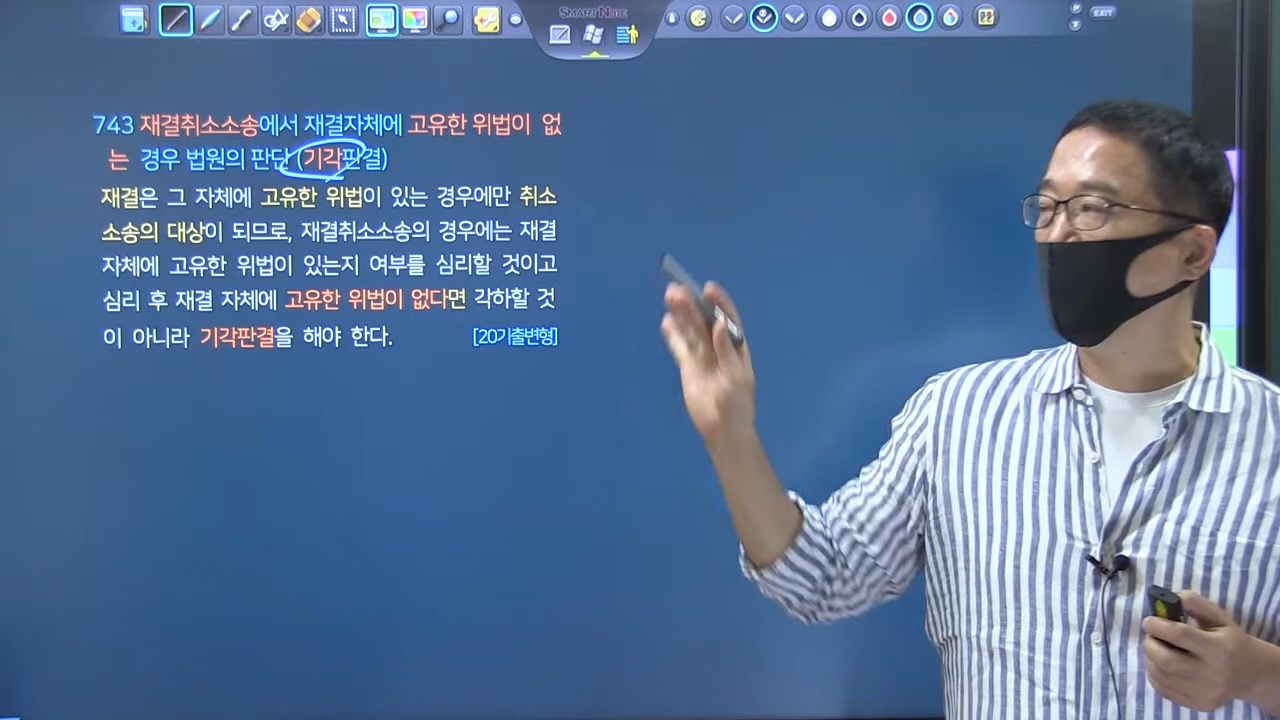 SMARTNOTE
EXIT
743 재결취소소송에서 재결자체에 고유한 위법이 없
는 경우 법원의 판단 (기각판결)
재결은 그 자체에 고유한 위법이 있는 경우에만 취소
소송의 대상이 되므로, 재결취소소송의 경우에는 재결
자체에 고유한 위법이 있는지 여부를 심리할 것이고
심리 후 재결 자체에 고유한 위법이 없다면 각하할 것
이 아니라 기각판결을 해야 한다. [20기출변형]